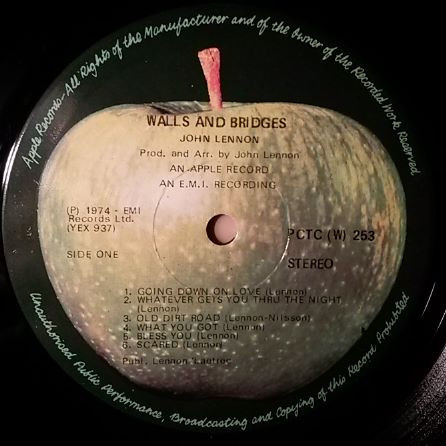 Apple Records-All Rights of the Manufacturer and of the Owner of the Recorded Work Reserved
WALLS AND BRIDGES
JOHN LENNON
Prod. and Arr. by John Lennon
AN APPLE RECORD
AN E.M.I. RECORDING
(P) 1974 - EMI
Records Ltd.
(YEX 937)
PCTC (W) 253
SIDE ONE
STEREO
1. GOING DOWN ON LOVE (Lennon)
2. WHATEVER GETS YOU THRU THE NIGHT
(Lennon)
3. OLD DIRT ROAD (Lennon-Nilsson)
4. WHAT YOU GOT (Lennon)
5. BLESS YOU (Lennon)
6. SCARED (Lennon)
Publ. Lennon
Unauthorised Public Performance, Broadcasting and Copying of this Record Prohibited